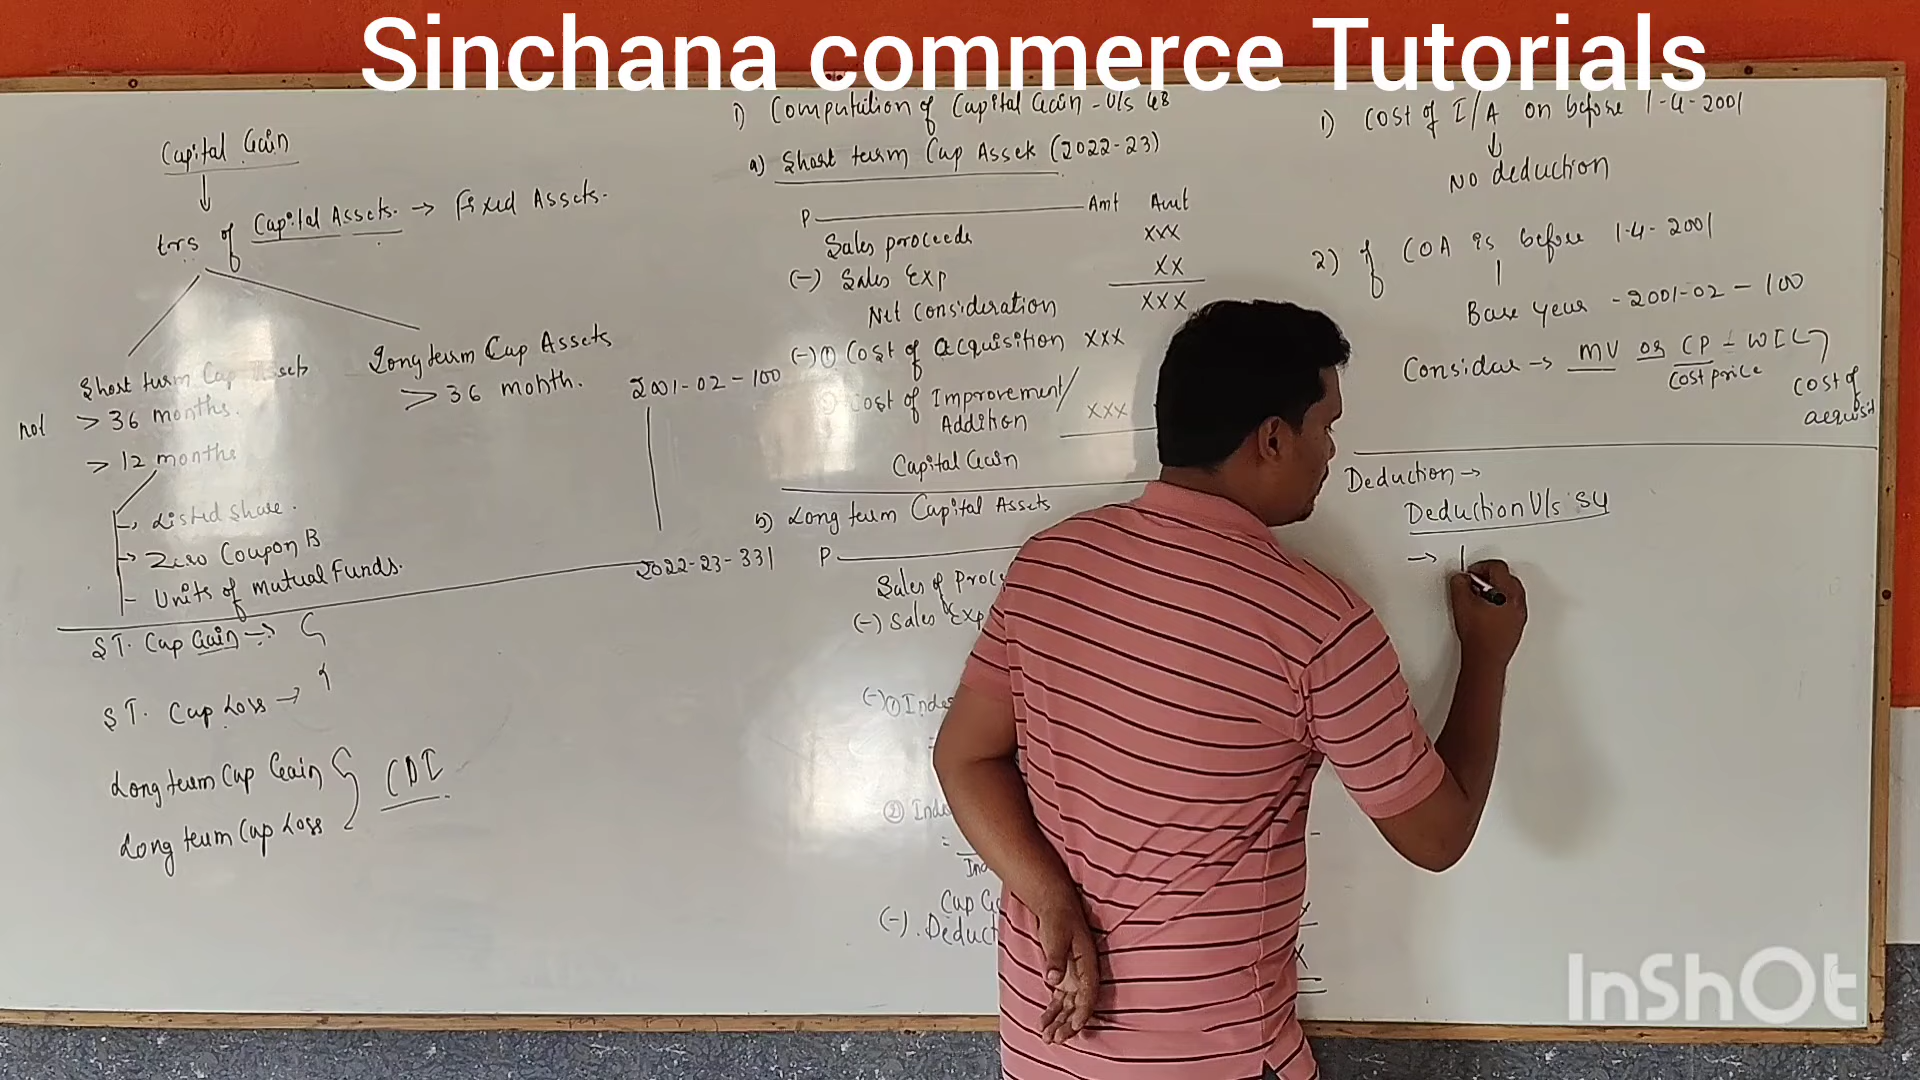 Sinchana commerce Tutorials
Capital Gain
trs of Capital Assets. → Fixed Assets.
Short term Cap Assets
not > 36 months.
> 12 months
→ Listed share.
→ Zero Coupon B
- Units of mutual Funds.
Long term Cap Assets
> 36 month.
2001-02-100
2022-23-331
S T. Cap Gain →
S T. Cap Loss →
Long term Cap Gain
Long term Cap Loss
1) Computation of Capital Gain - U/s 48
a) Short term Cap Asset (2022-23)
P Amt Amt
Sales proceeds xxx
(-) Sales Exp xx
Net Consideration xxx
(-) ① Cost of acquisition xxx
Cost of Improvement/
Addition xxx
Capital Gain
b) Long term Capital Assets
P
Sales of
(-) Sales Exp
(-) ①
②
=
Cap
(-).
1) Cost of I/A on before 1-4-2001
↓
NO deduction
2) if COA is before 1-4-2001
Base year - 2001-02 - 100
Consider → MV or CP - WIL
Cost price
Cost of
Deduction →
Deduction U/s 54
→
InShOt